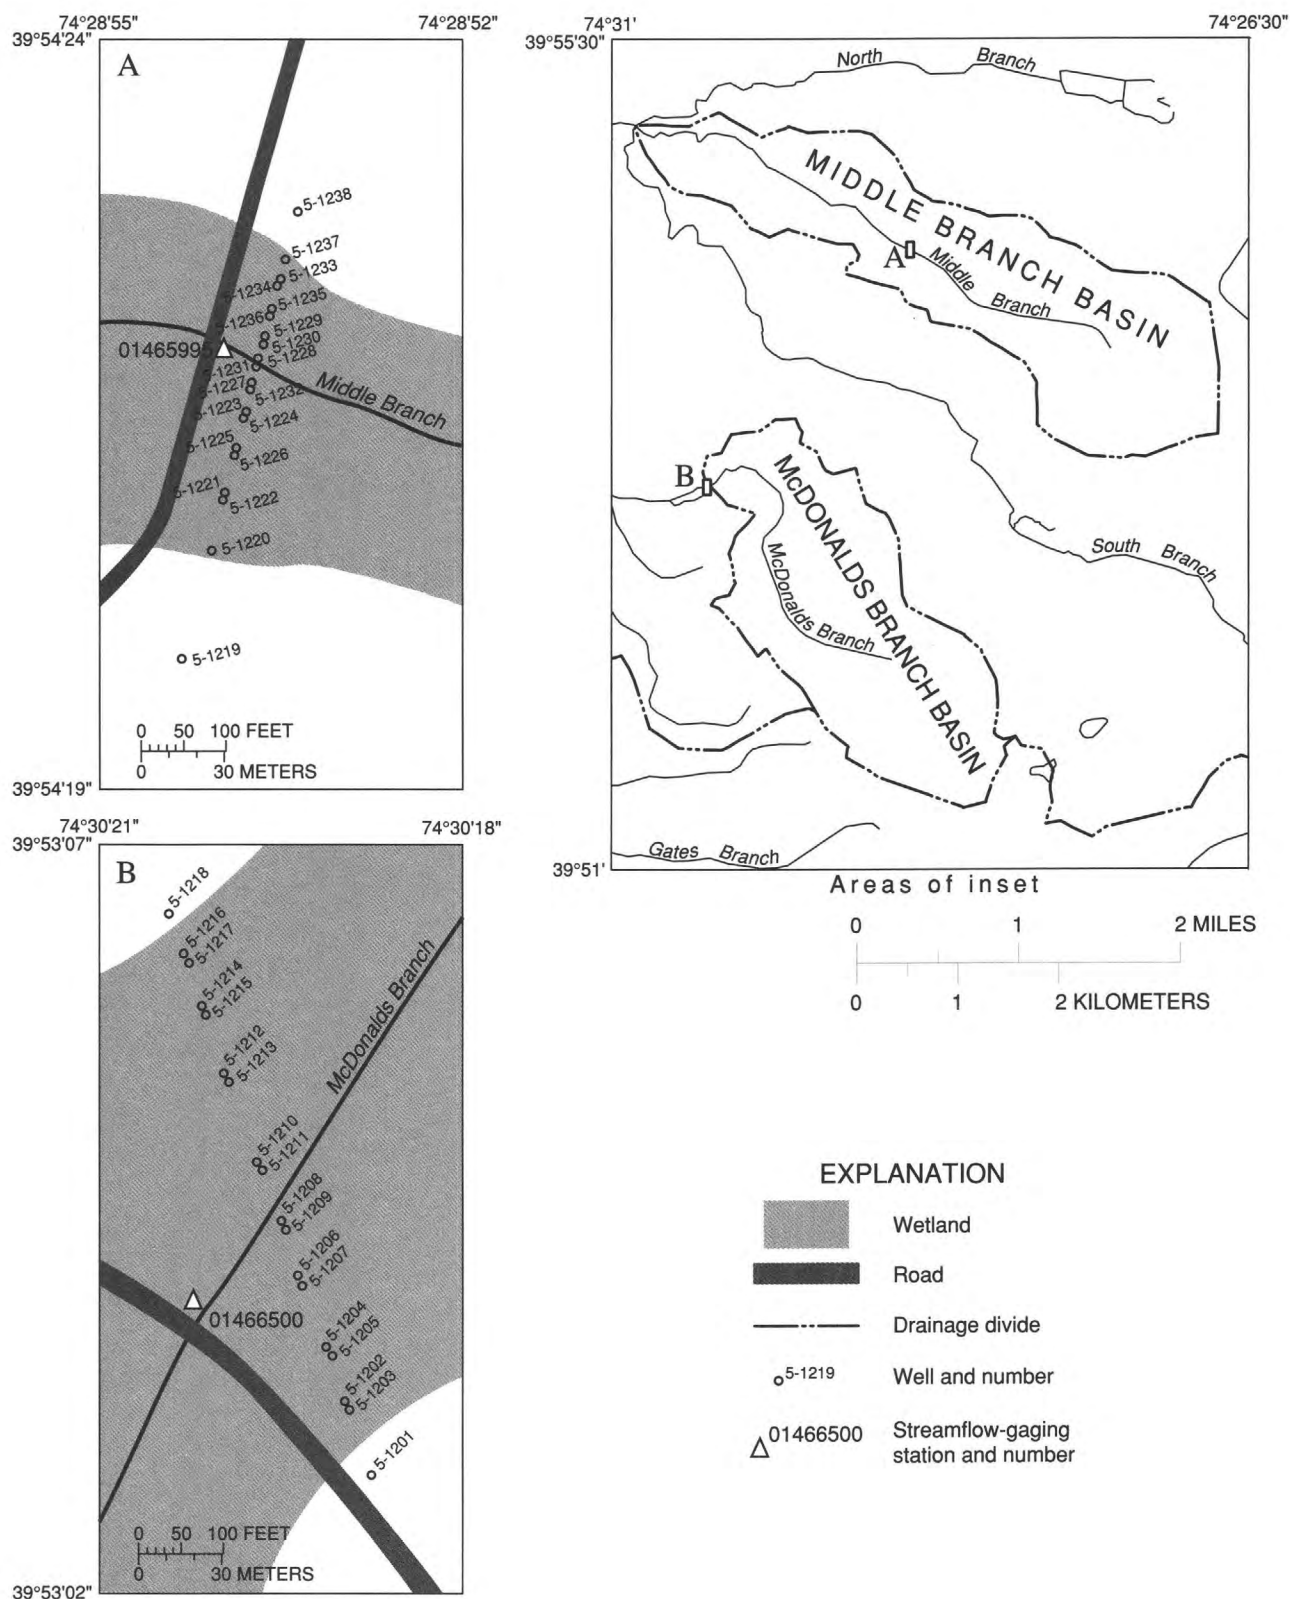 74°28'55"
74°28'52"
39°54'24"
A
5-1238
5-1237
5-1233
5-1234
5-1235
5-1236
5-1229
5-1230
01465995
5-1228
5-1231
5-1227
5-1232
Middle Branch
5-1223
5-1224
5-1225
5-1226
5-1221
5-1222
5-1220
5-1219
0 50 100 FEET
0 30 METERS
39°54'19"
74°30'21"
74°30'18"
39°53'07"
B
5-1218
5-1216
5-1217
5-1214
5-1215
McDonalds Branch
5-1212
5-1213
5-1210
5-1211
5-1208
5-1209
5-1206
5-1207
01466500
5-1204
5-1205
5-1202
5-1203
5-1201
0 50 100 FEET
0 30 METERS
39°53'02"
74°31'
74°26'30"
39°55'30"
North Branch
MIDDLE BRANCH BASIN
A
Middle Branch
B
McDONALDS BRANCH BASIN
McDonalds Branch
South Branch
Gates Branch
39°51'
Areas of inset
0 1 2 MILES
0 1 2 KILOMETERS
EXPLANATION
Wetland
Road
Drainage divide
5-1219 Well and number
01466500 Streamflow-gaging
station and number